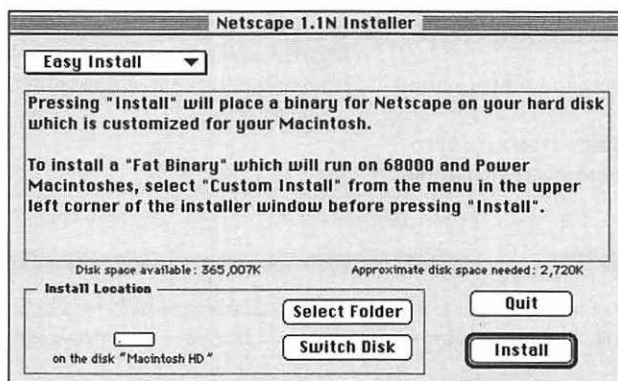 Netscape 1.1N Installer
Easy Install
Pressing "Install" will place a binary for Netscape on your hard disk
which is customized for your Macintosh.
To install a "Fat Binary" which will run on 68000 and Power
Macintoshes, select "Custom Install" from the menu in the upper
left corner of the installer window before pressing "Install".
Disk space available: 365,007K Approximate disk space needed: 2,720K
Install Location
Select Folder
Quit
on the disk "Macintosh HD"
Switch Disk
Install